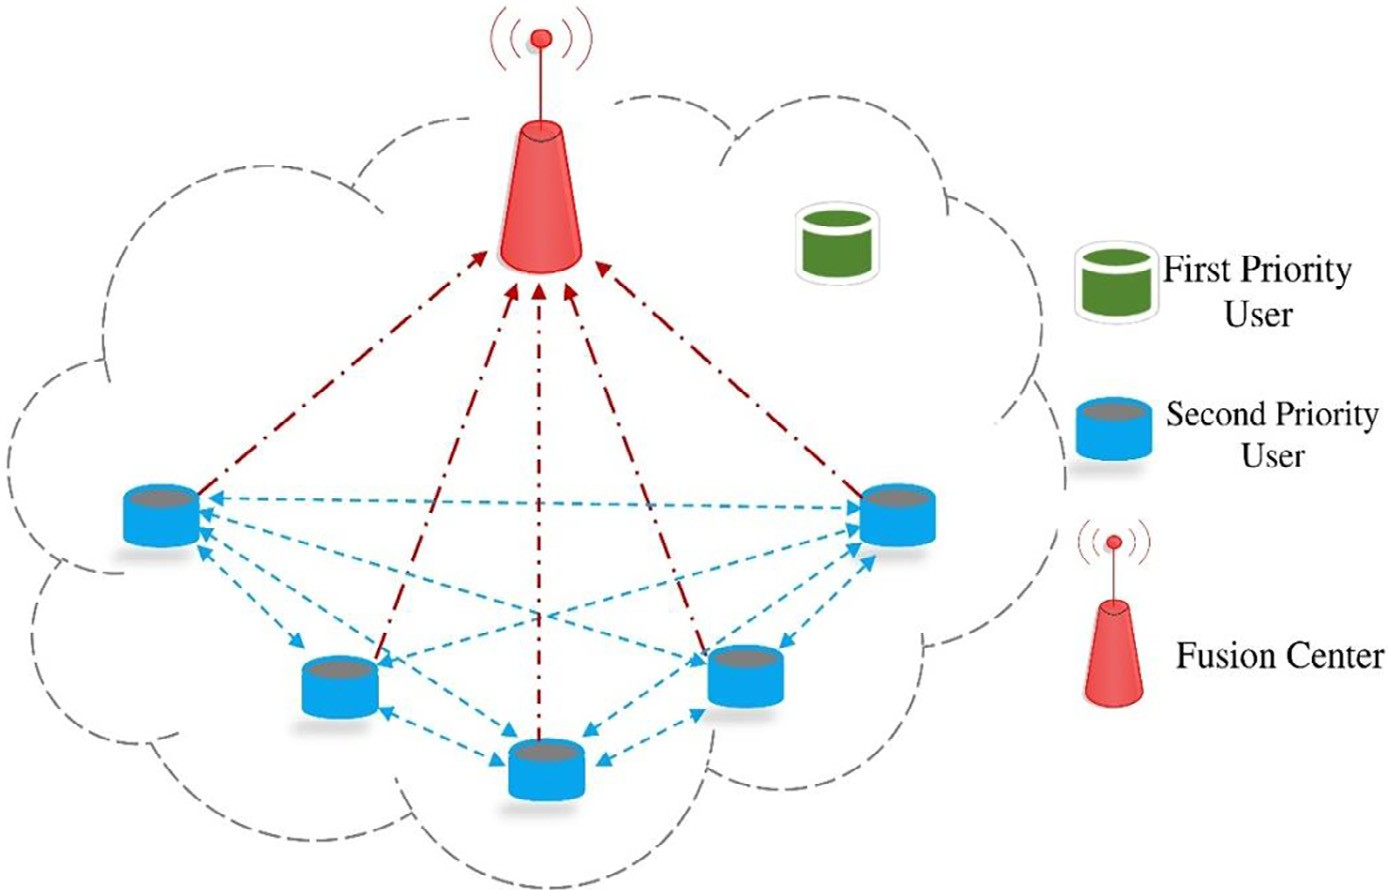 First Priority
User
Second Priority
User
Fusion Center